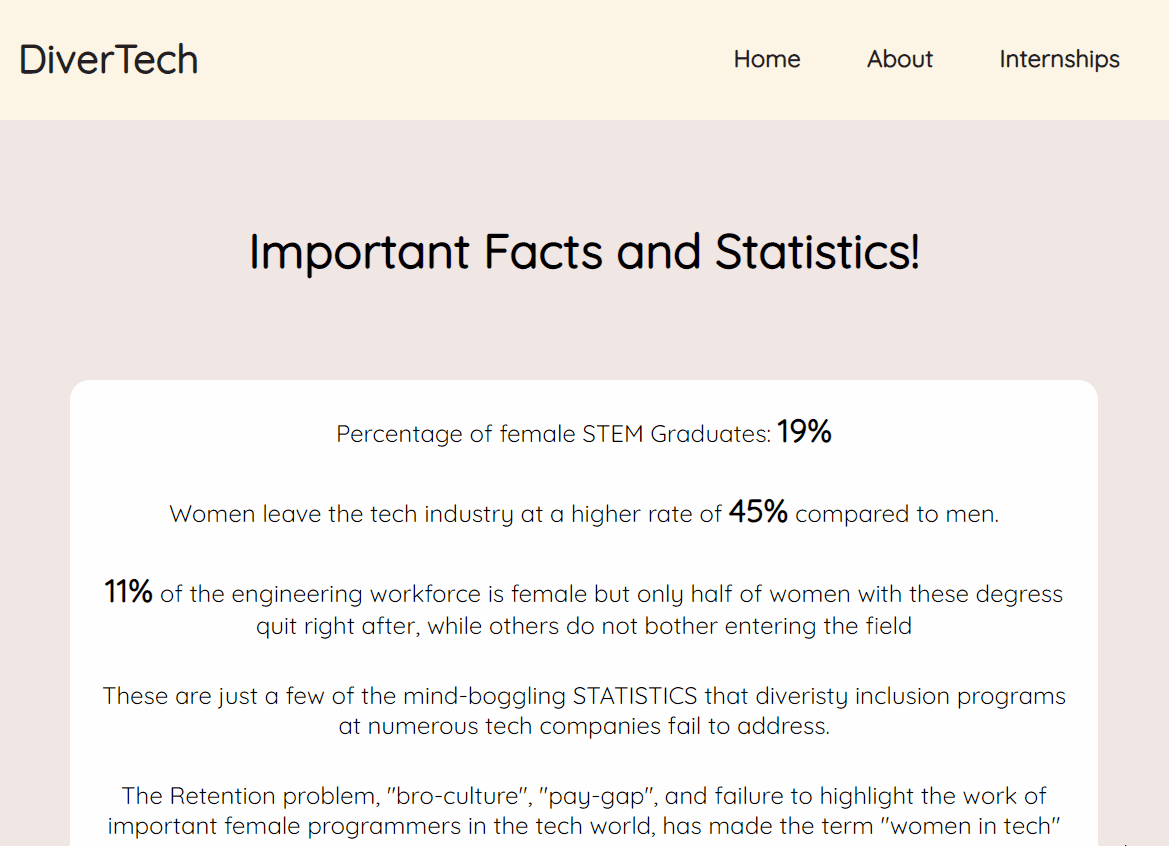 DiverTech
Home About Internships
Important Facts and Statistics!
Percentage of female STEM Graduates: 19%
Women leave the tech industry at a higher rate of 45% compared to men.
11% of the engineering workforce is female but only half of women with these degress
quit right after, while others do not bother entering the field
These are just a few of the mind-boggling STATISTICS that diveristy inclusion programs
at numerous tech companies fail to address.
The Retention problem, "bro-culture", "pay-gap", and failure to highlight the work of
important female programmers in the tech world, has made the term "women in tech"